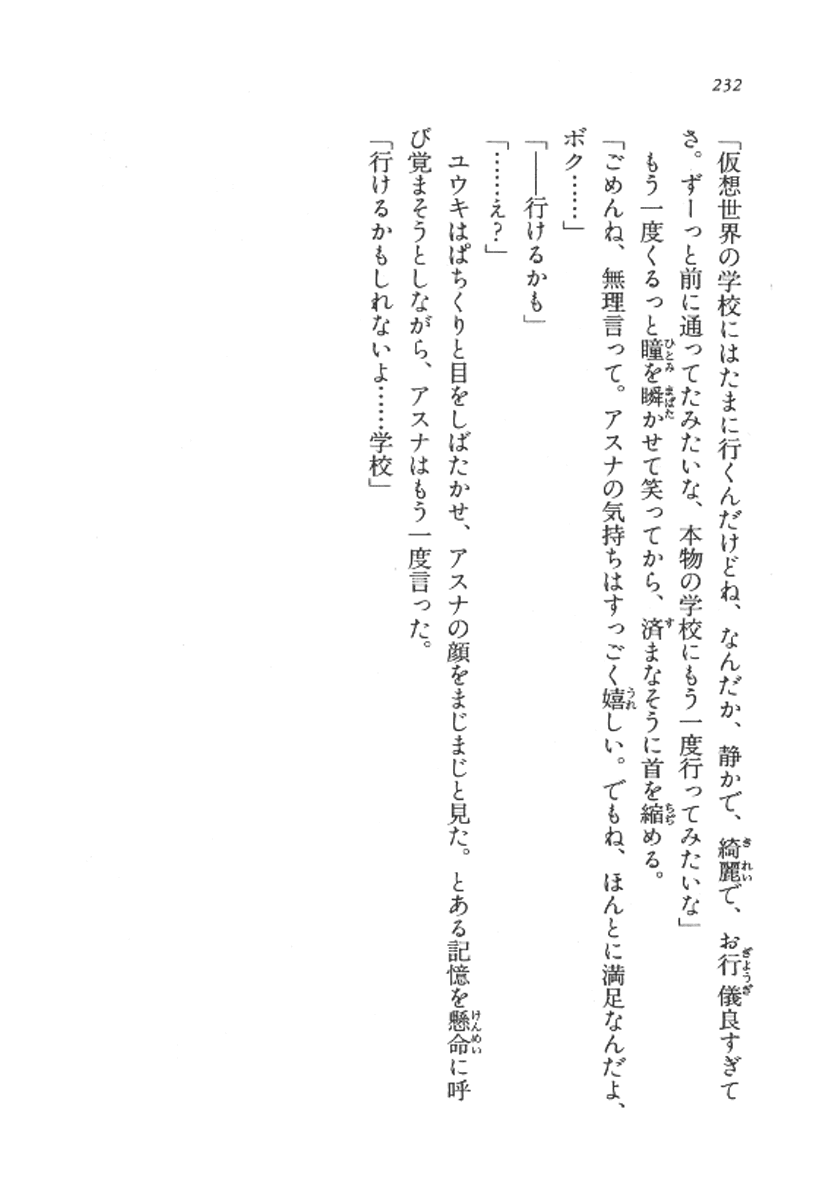 232
「仮想世界の学校にはたまに行くんだけどね、なんだか、静かで、綺麗で、お行儀良すぎて
さ。ずーっと前に通ってたみたいな、本物の学校にもう一度行ってみたいな」
もう一度くるっと瞳を瞬かせて笑ってから、済まなそうに首を縮める。
「ごめんね、無理言って。アスナの気持ちはすっごく嬉しい。でもね、ほんとに満足なんだよ、
ボク……」
「――行けるかも」
「……え?」
ユウキはぱちくりと目をしばたかせ、アスナの顔をまじまじと見た。とある記憶を懸命に呼
び覚まそうとしながら、アスナはもう一度言った。
「行けるかもしれないよ……学校」